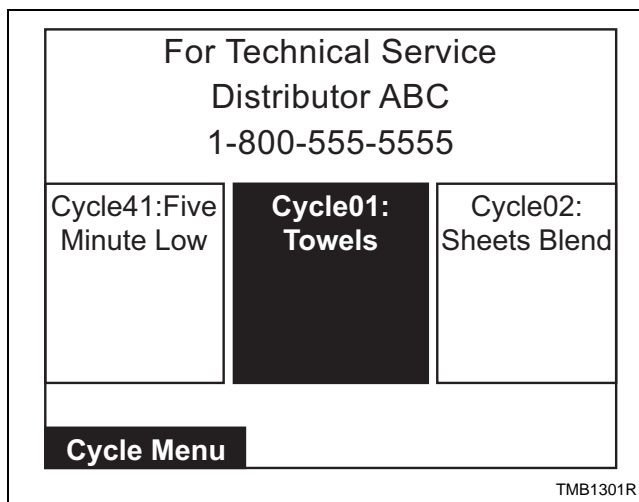 For Technical Service
Distributor ABC
1-800-555-5555
Cycle41:Five
Minute Low
Cycle01:
Towels
Cycle02:
Sheets Blend
Cycle Menu
TMB1301R